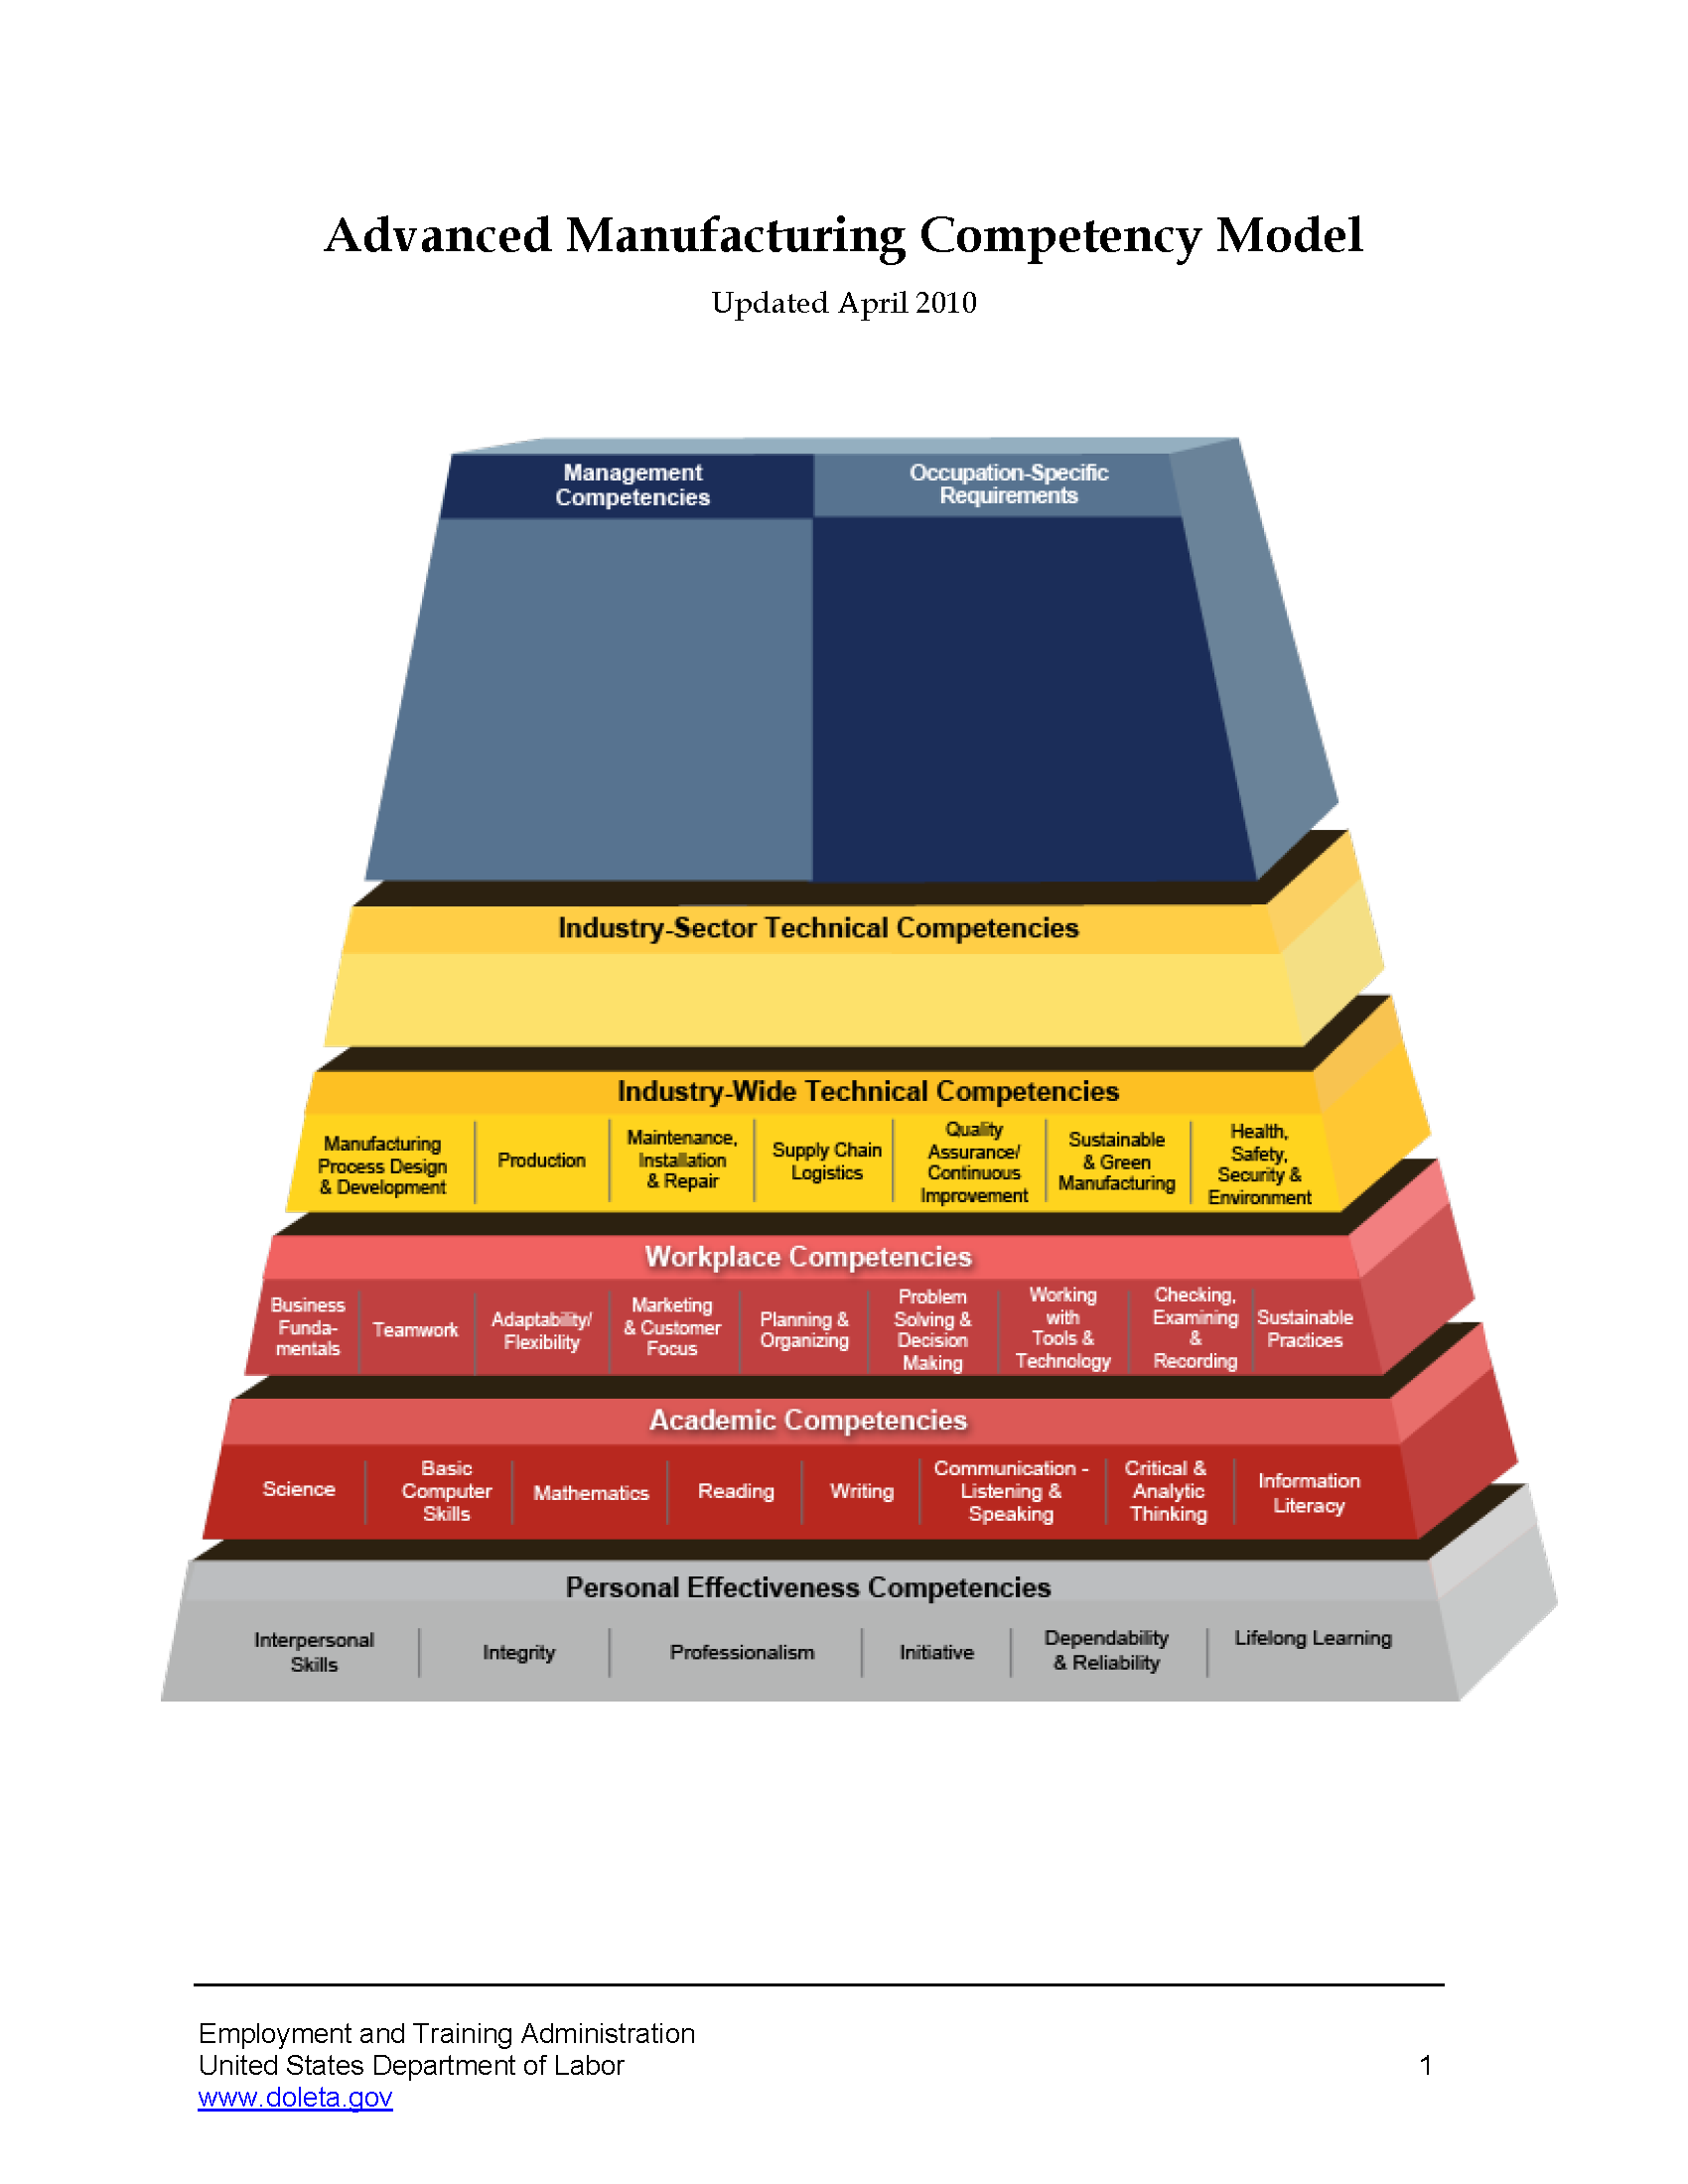 Advanced Manufacturing Competency Model
Updated April 2010
Management
Competencies
Occupation-Specific
Requirements
Industry-Sector Technical Competencies
Industry-Wide Technical Competencies
Manufacturing
Process Design
& Development
Production
Maintenance,
Installation
& Repair
Supply Chain
Logistics
Quality
Assurance/
Continuous
Improvement
Sustainable
& Green
Manufacturing
Health,
Safety,
Security &
Environment
Workplace Competencies
Business
Funda-
mentals
Teamwork
Adaptability/
Flexibility
Marketing
& Customer
Focus
Planning &
Organizing
Problem
Solving &
Decision
Making
Working
with
Tools &
Technology
Checking,
Examining
&
Recording
Sustainable
Practices
Academic Competencies
Science
Basic
Computer
Skills
Mathematics
Reading
Writing
Communication -
Listening &
Speaking
Critical &
Analytic
Thinking
Information
Literacy
Personal Effectiveness Competencies
Interpersonal
Skills
Integrity
Professionalism
Initiative
Dependability
& Reliability
Lifelong Learning
Employment and Training Administration
United States Department of Labor 1
www.doleta.gov